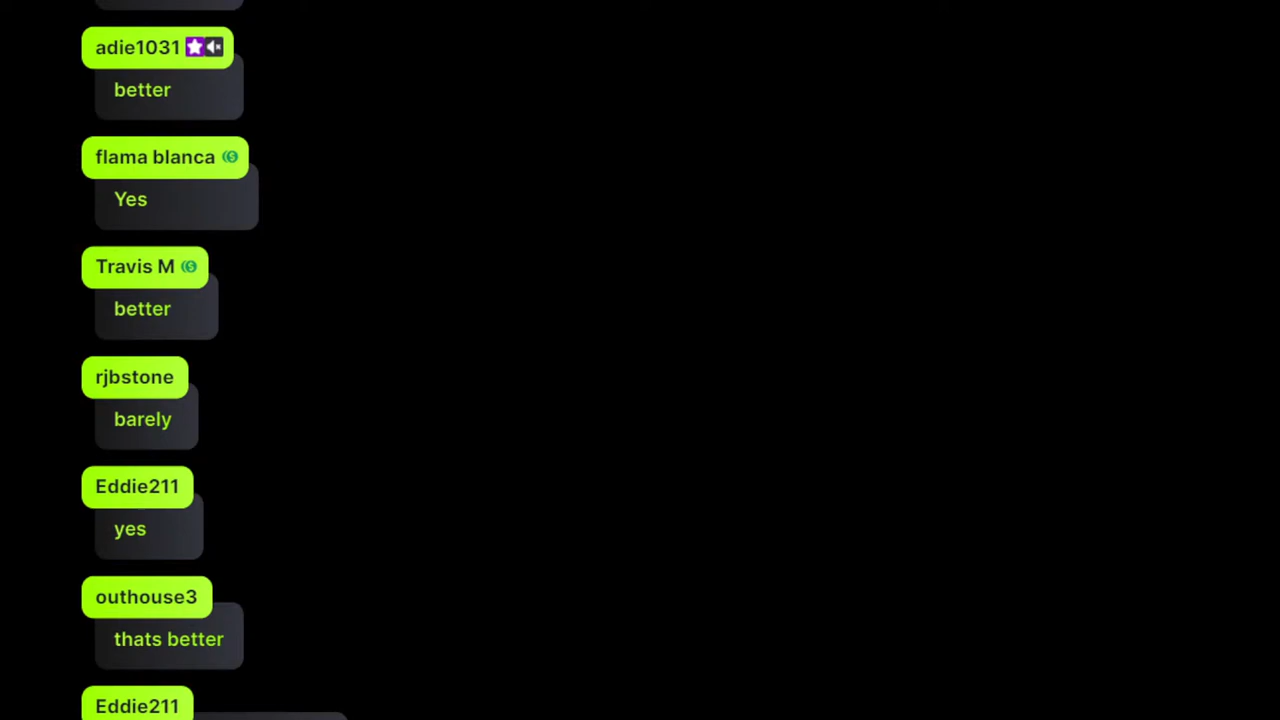 adie1031
better
flama blanca
Yes
Travis M
better
rjbstone
barely
Eddie211
yes
outhouse3
thats better
Eddie211